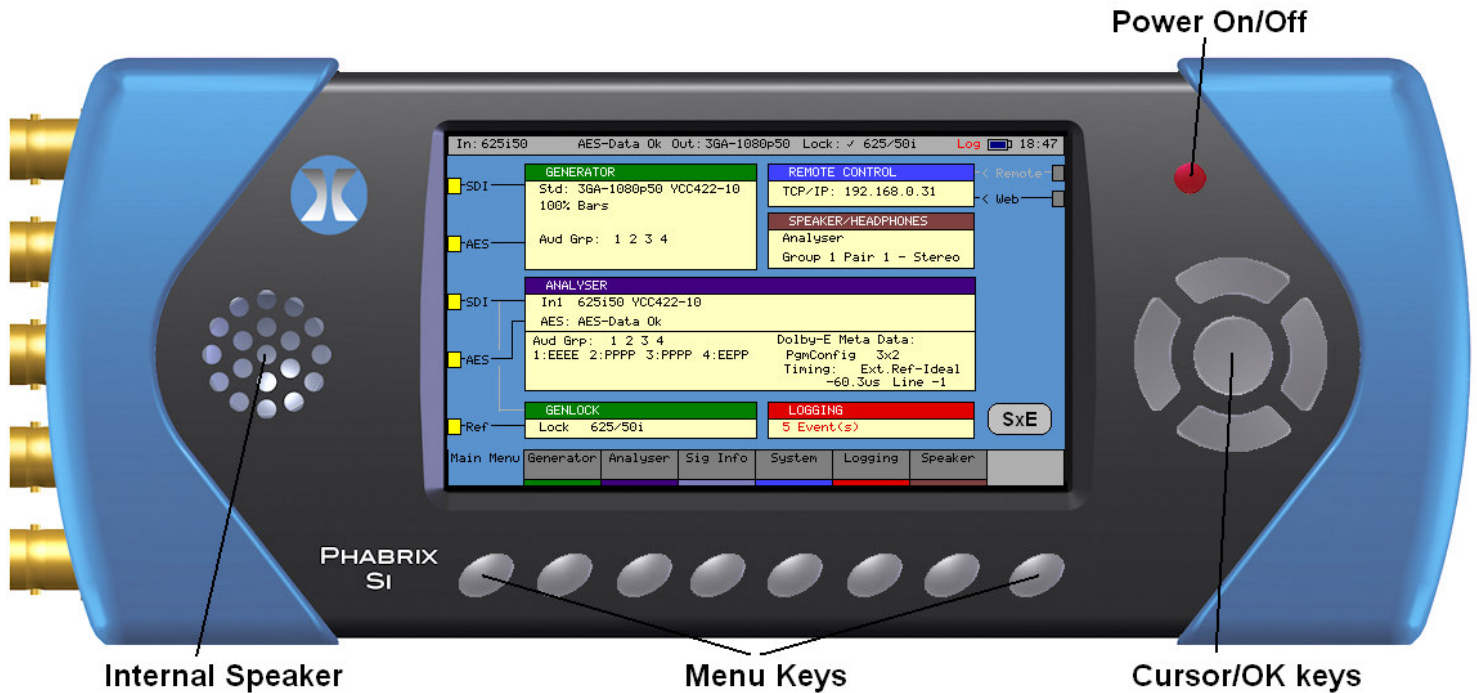 Power On/Off
In: 625i50 AES-Data Ok Out: 3GA-1080p50 Lock: ✓ 625/50i Log 18:47
SDI
GENERATOR
Std: 3GA-1080p50 YCC422-10
100% Bars
AES
Aud Grp: 1 2 3 4
REMOTE CONTROL
TCP/IP: 192.168.0.31
< Remote
< Web
SPEAKER/HEADPHONES
Analyser
Group 1 Pair 1 - Stereo
ANALYSER
SDI
In1 625i50 YCC422-10
AES: AES-Data Ok
AES
Aud Grp: 1 2 3 4
1:EEEE 2:PPPP 3:PPPP 4:EEPP
Dolby-E Meta Data:
PgmConfig 3x2
Timing: Ext.Ref-Ideal
-60.3us Line -1
GENLOCK
Ref
Lock 625/50i
LOGGING
5 Event(s)
SxE
Main Menu Generator Analyser Sig Info System Logging Speaker
PHABRIX
SI
Internal Speaker
Menu Keys
Cursor/OK keys